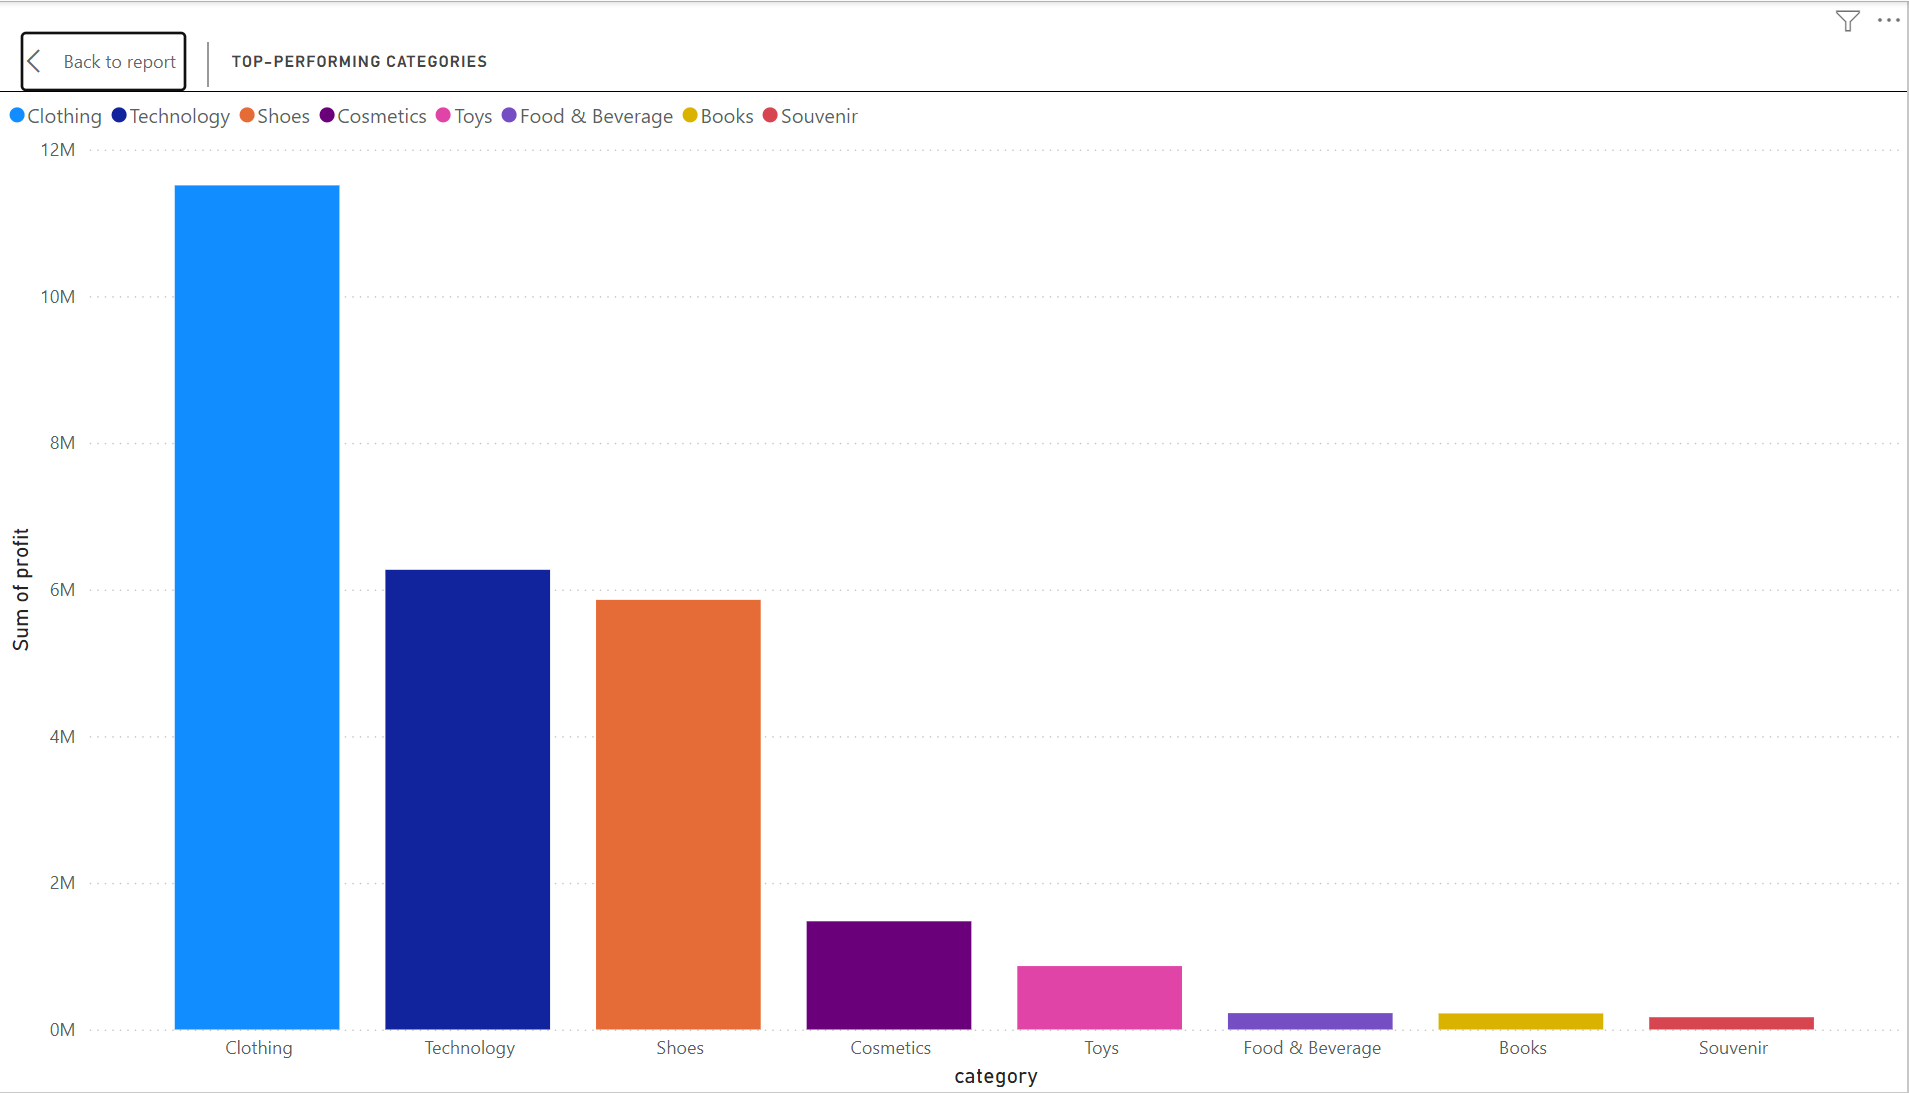 Back to report
TOP-PERFORMING CATEGORIES
Clothing Technology Shoes Cosmetics Toys Food & Beverage Books Souvenir
12M
10M
8M
6M
4M
2M
0M
Sum of profit
Clothing Technology Shoes Cosmetics Toys Food & Beverage Books Souvenir
category